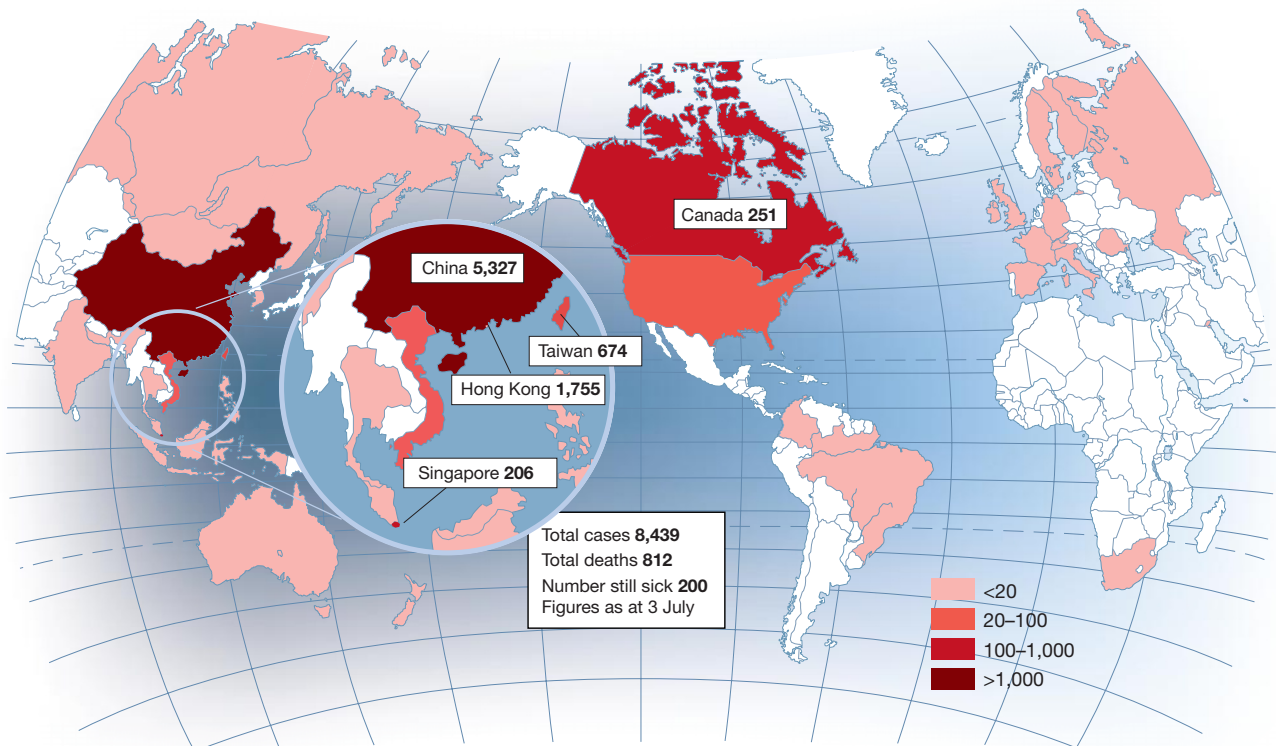 Canada 251
China 5,327
Taiwan 674
Hong Kong 1,755
Singapore 206
Total cases 8,439
Total deaths 812
Number still sick 200
Figures as at 3 July
<20
20–100
100–1,000
>1,000